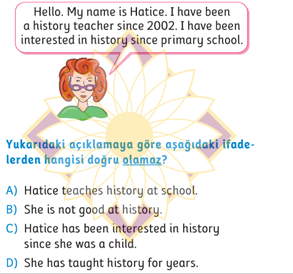 Hello. My name is Hatice. I have been
a history teacher since 2002. I have been
interested in history since primary school.
Yukarıdaki açıklamaya göre aşağıdaki ifade-
lerden hangisi doğru olamaz?
A) Hatice teaches history at school.
B) She is not good at history.
C) Hatice has been interested in history
since she was a child.
D) She has taught history for years.